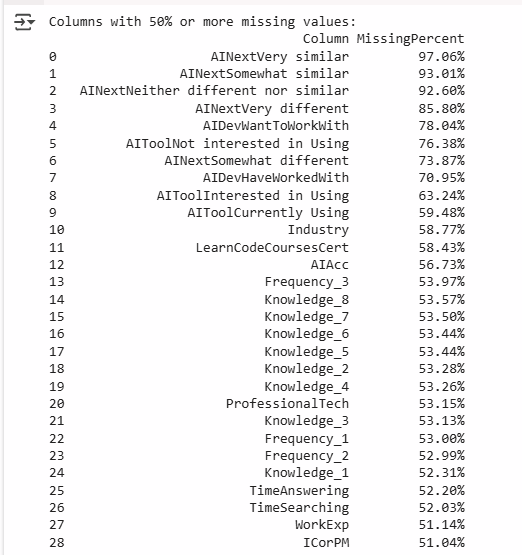 Columns with 50% or more missing values:
Column MissingPercent
0 AINextVery similar 97.06%
1 AINextSomewhat similar 93.01%
2 AINextNeither different nor similar 92.60%
3 AINextVery different 85.80%
4 AIDevWantToWorkWith 78.04%
5 AIToolNot interested in Using 76.38%
6 AINextSomewhat different 73.87%
7 AIDevHaveWorkedWith 70.95%
8 AIToolInterested in Using 63.24%
9 AIToolCurrently Using 59.48%
10 Industry 58.77%
11 LearnCodeCoursesCert 58.43%
12 AIAcc 56.73%
13 Frequency_3 53.97%
14 Knowledge_8 53.57%
15 Knowledge_7 53.50%
16 Knowledge_6 53.44%
17 Knowledge_5 53.44%
18 Knowledge_2 53.28%
19 Knowledge_4 53.26%
20 ProfessionalTech 53.15%
21 Knowledge_3 53.13%
22 Frequency_1 53.00%
23 Frequency_2 52.99%
24 Knowledge_1 52.31%
25 TimeAnswering 52.20%
26 TimeSearching 52.03%
27 WorkExp 51.14%
28 ICorPM 51.04%